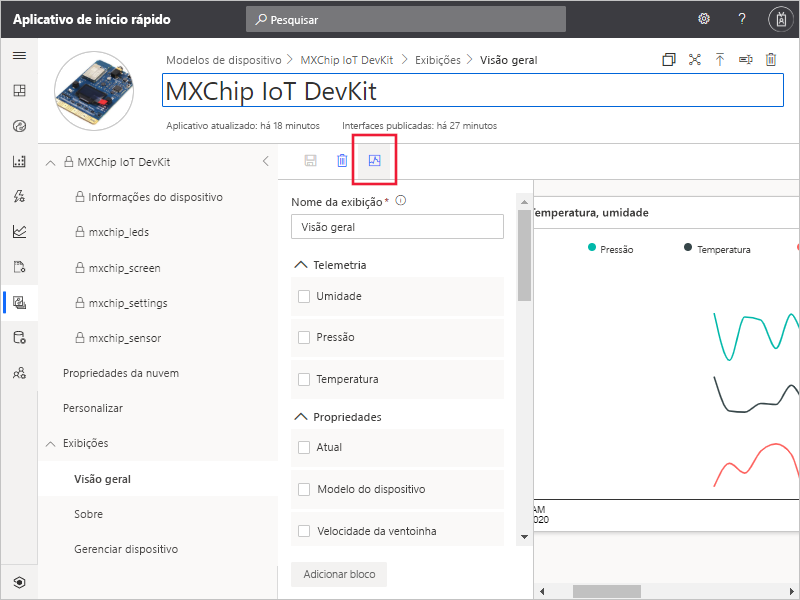 Aplicativo de início rápido
Pesquisar
?
Modelos de dispositivo > MXChip IoT DevKit > Exibições > Visão geral
MXChip IoT DevKit
Aplicativo atualizado: há 18 minutos Interfaces publicadas: há 27 minutos
MXChip IoT DevKit
Informações do dispositivo
mxchip_leds
mxchip_screen
mxchip_settings
mxchip_sensor
Propriedades da nuvem
Personalizar
Exibições
Visão geral
Sobre
Gerenciar dispositivo
Nome da exibição*
Visão geral
Telemetria
Umidade
Pressão
Temperatura
Propriedades
Atual
Modelo do dispositivo
Velocidade da ventoinha
Adicionar bloco
Temperatura, umidade
Pressão
Temperatura
AM
2020